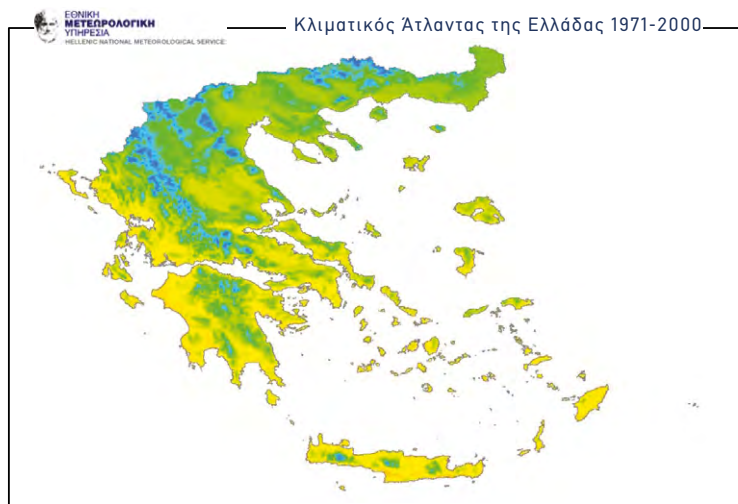 ΕΘΝΙΚΗ
ΜΕΤΕΩΡΟΛΟΓΙΚΗ
ΥΠΗΡΕΣΙΑ
HELLENIC NATIONAL METEOROLOGICAL SERVICE
Κλιματικός Άτλαντας της Ελλάδας 1971-2000